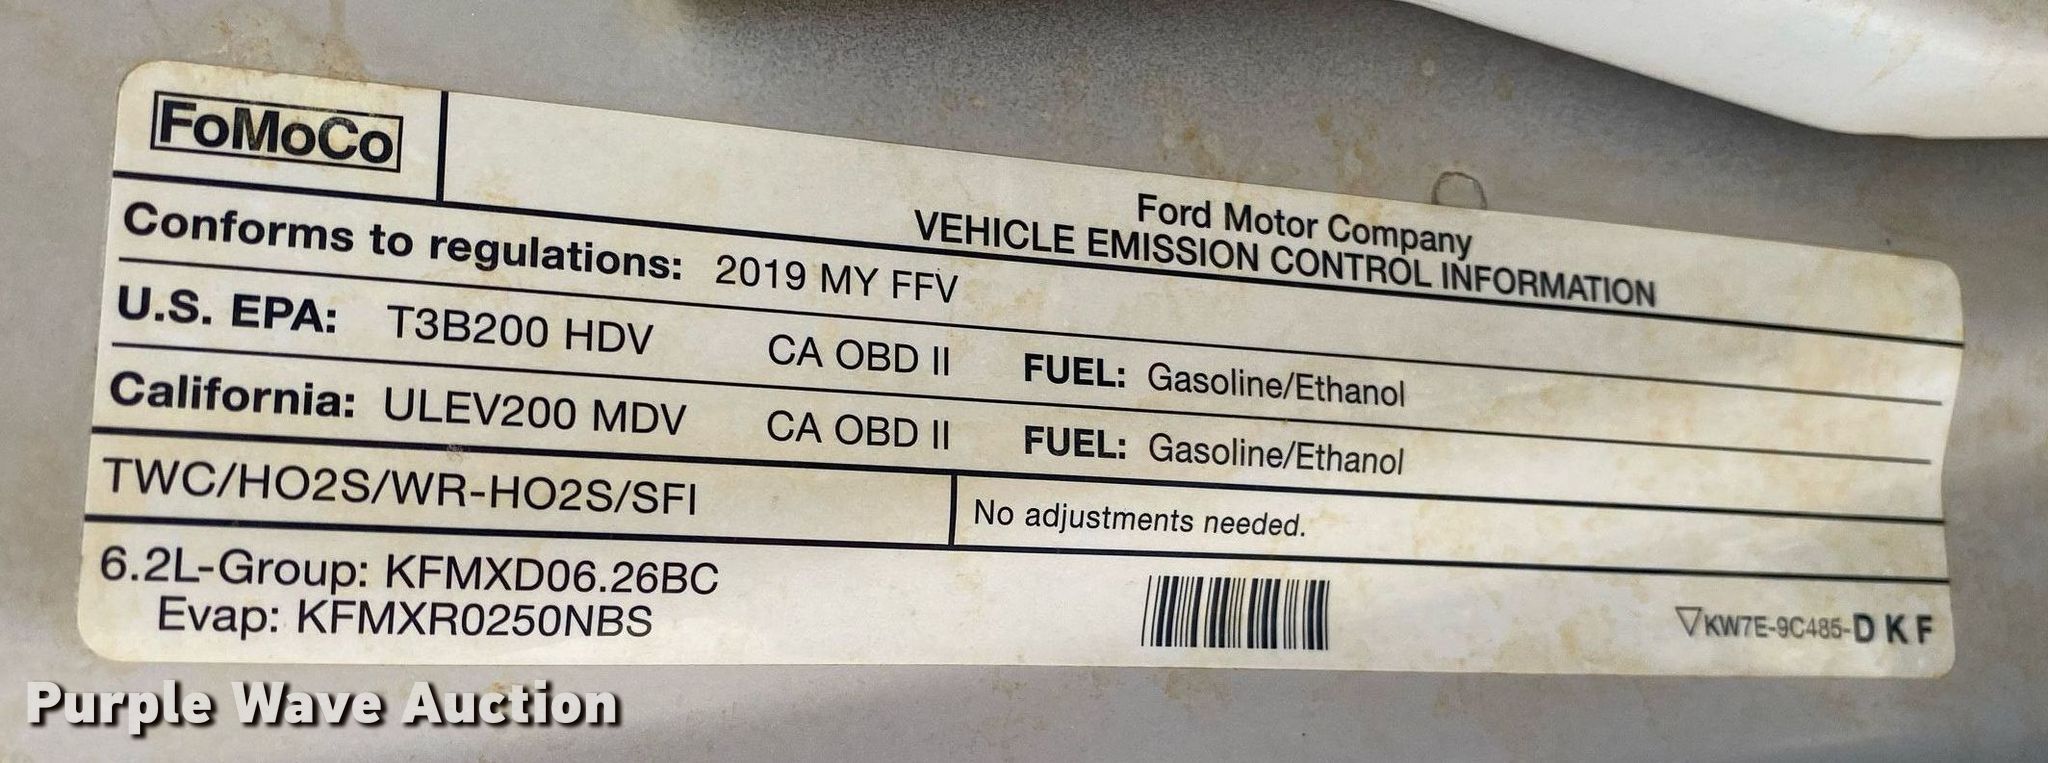 FoMoCo
Ford Motor Company
VEHICLE EMISSION CONTROL INFORMATION
Conforms to regulations: 2019 MY FFV
U.S. EPA: T3B200 HDV CA OBD II FUEL: Gasoline/Ethanol
California: ULEV200 MDV CA OBD II FUEL: Gasoline/Ethanol
TWC/HO2S/WR-HO2S/SFI No adjustments needed.
6.2L-Group: KFMXD06.26BC
Evap: KFMXR0250NBS
▽KW7E-9C485-DKF
Purple Wave Auction